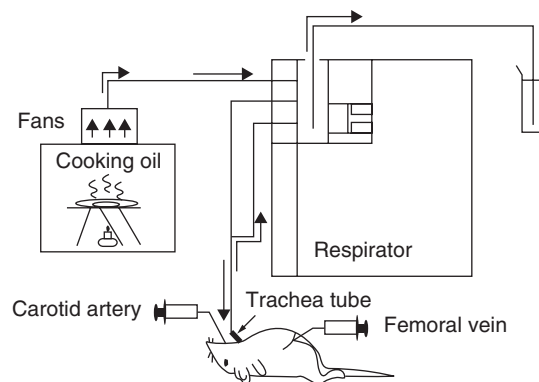 Fans
Cooking oil
Respirator
Trachea tube
Carotid artery
Femoral vein